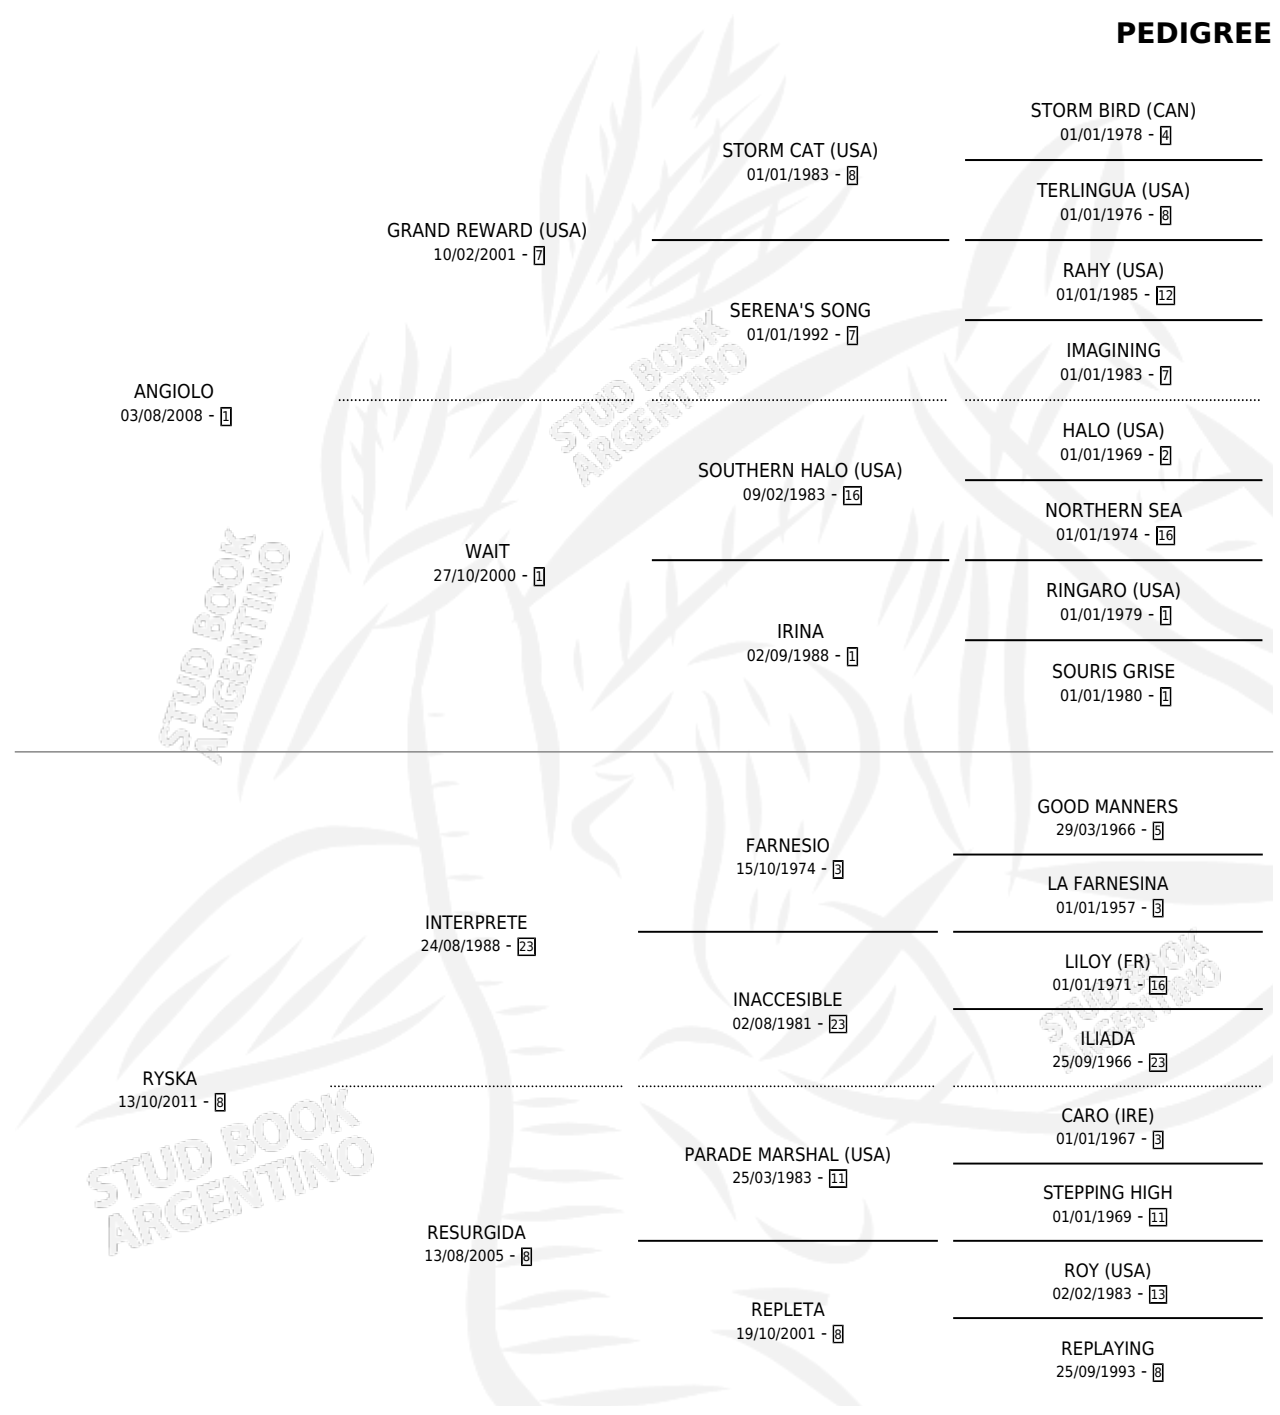 PEDIGREE
STORM BIRD (CAN)
01/01/1978 - 4
STORM CAT (USA)
01/01/1983 - 8
TERLINGUA (USA)
01/01/1976 - 8
GRAND REWARD (USA)
10/02/2001 - 7
RAHY (USA)
01/01/1985 - 12
SERENA'S SONG
01/01/1992 - 7
IMAGINING
01/01/1983 - 7
ANGIOLO
03/08/2008 - 1
HALO (USA)
01/01/1969 - 2
SOUTHERN HALO (USA)
09/02/1983 - 16
NORTHERN SEA
01/01/1974 - 16
WAIT
27/10/2000 - 1
RINGARO (USA)
01/01/1979 - 1
IRINA
02/09/1988 - 1
SOURIS GRISE
01/01/1980 - 1
GOOD MANNERS
29/03/1966 - 5
FARNESIO
15/10/1974 - 3
LA FARNESINA
01/01/1957 - 3
INTERPRETE
24/08/1988 - 23
LILOY (FR)
01/01/1971 - 16
INACCESIBLE
02/08/1981 - 23
ILIADA
25/09/1966 - 23
RYSKA
13/10/2011 - 8
CARO (IRE)
01/01/1967 - 3
PARADE MARSHAL (USA)
25/03/1983 - 11
STEPPING HIGH
01/01/1969 - 11
RESURGIDA
13/08/2005 - 8
ROY (USA)
02/02/1983 - 13
REPLETA
19/10/2001 - 8
REPLAYING
25/09/1993 - 8
STUD BOOK
ARGENTINO
STUD BOOK
ARGENTINO
STUD BOOK
ARGENTINO
STUD BOOK
ARGENTINO